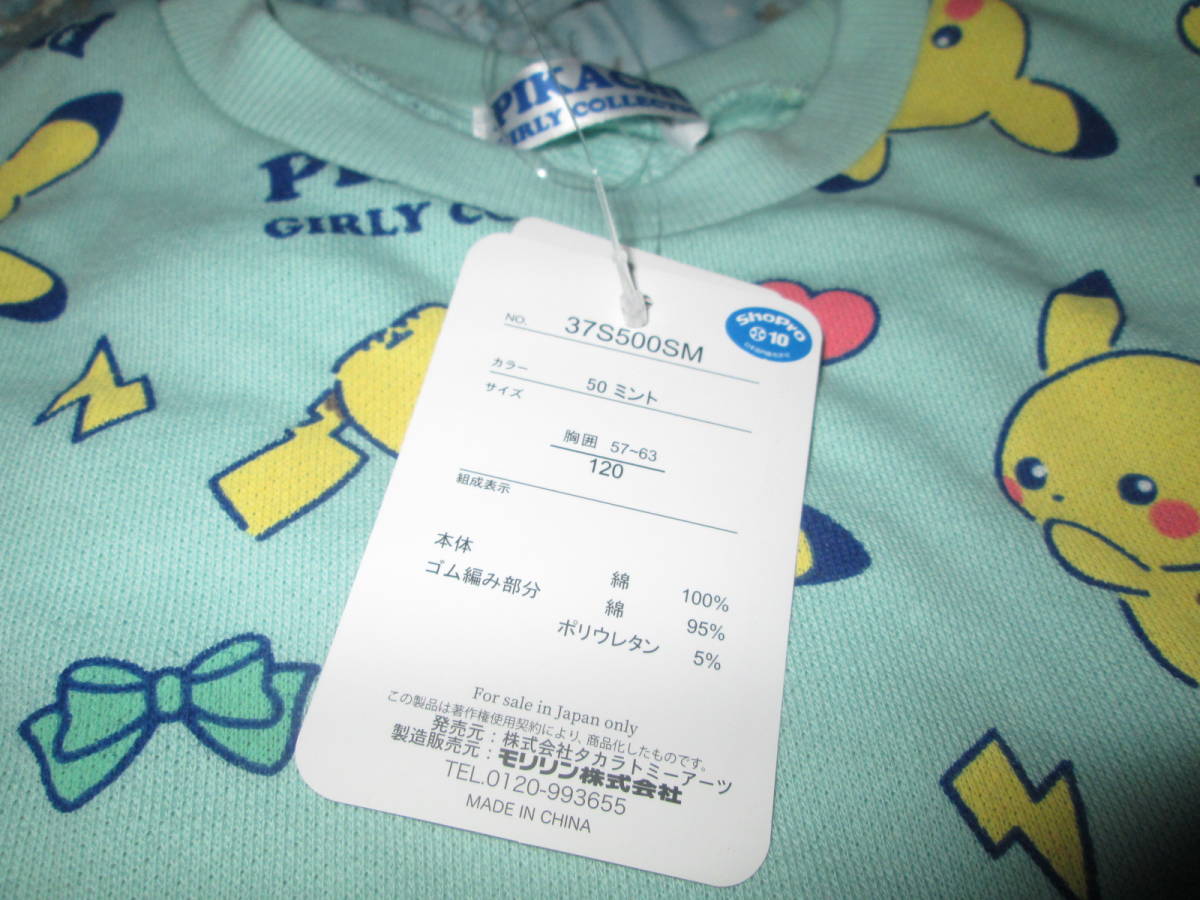 PIKACH
GIRLY COLLECT
GIRLY
NO. 37S500SM
ShoPro
10
カラー 50 ミント
サイズ
胸囲 57~63
120
組成表示
本体 綿 100%
ゴム編み部分 綿 95%
ポリウレタン 5%
For sale in Japan only
この製品は著作権使用契約により、商品化したものです。
発売元：株式会社タカラトミーアーツ
製造販売元：モリリン株式会社
TEL.0120-993655
MADE IN CHINA